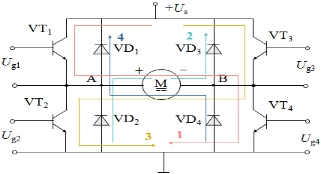 +Us
VT1
4
2
VT3
VD1
VD3
Ug1
Ug3
A
+
M
−
B
VT2
VD2
VD4
VT4
Ug2
3
1
Ug4